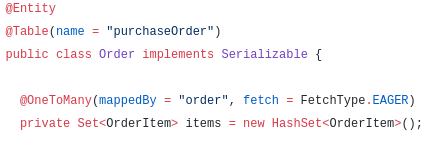 @Entity
@Table(name = "purchaseOrder")
public class Order implements Serializable {
@OneToMany(mappedBy = "order", fetch = FetchType.EAGER)
private Set<OrderItem> items = new HashSet<OrderItem>();